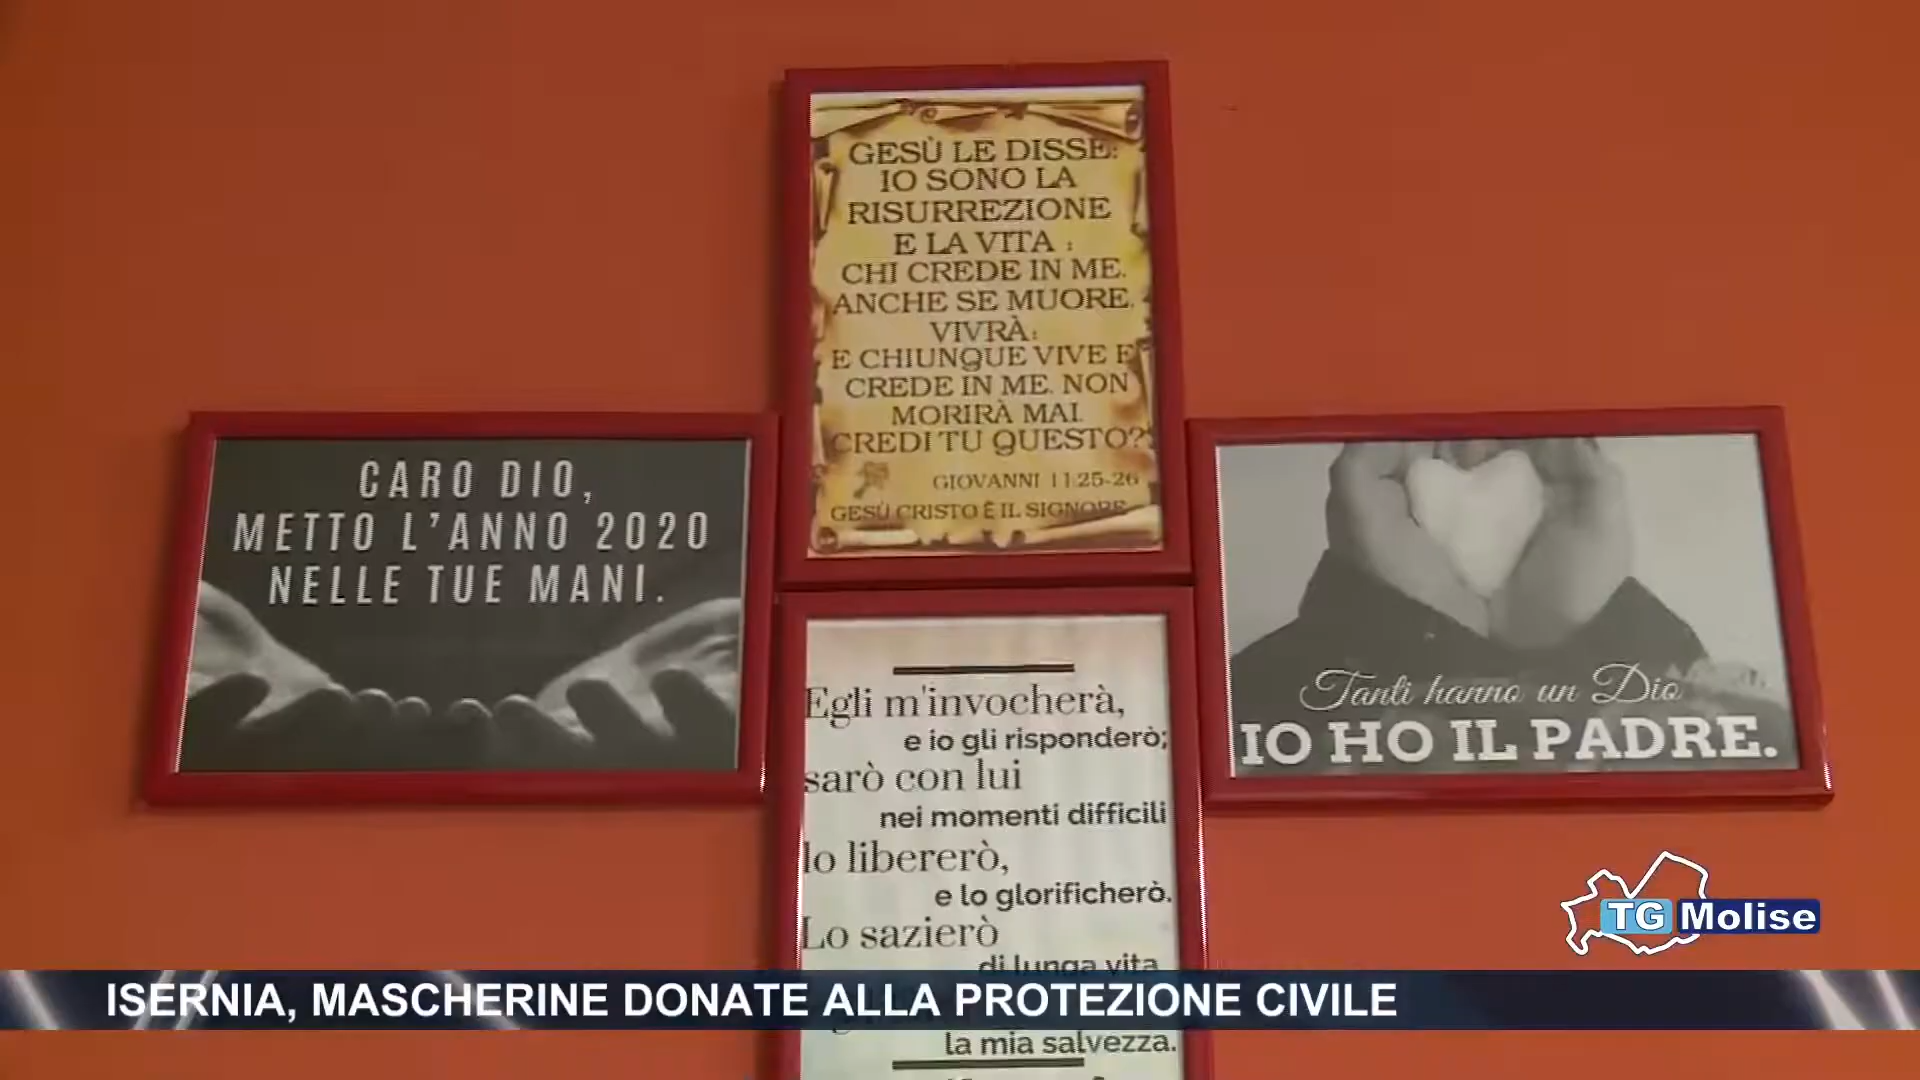 GESÙ LE DISSE:
IO SONO LA
RISURREZIONE
E LA VITA :
CHI CREDE IN ME.
ANCHE SE MUORE.
VIVRÀ:
E CHIUNQUE VIVE E
CREDE IN ME. NON
MORIRÀ MAI.
CREDI TU QUESTO?
GIOVANNI 11:25-26
GESÙ CRISTO È IL SIGNORE
CARO DIO,
METTO L'ANNO 2020
NELLE TUE MANI.
Tanti hanno un Dio
IO HO IL PADRE.
Egli m'invocherà,
e io gli risponderò;
sarò con lui
nei momenti difficili
lo libererò,
e lo glorificherò.
Lo sazierò
di lunga vita
la mia salvezza.
TG Molise
ISERNIA, MASCHERINE DONATE ALLA PROTEZIONE CIVILE